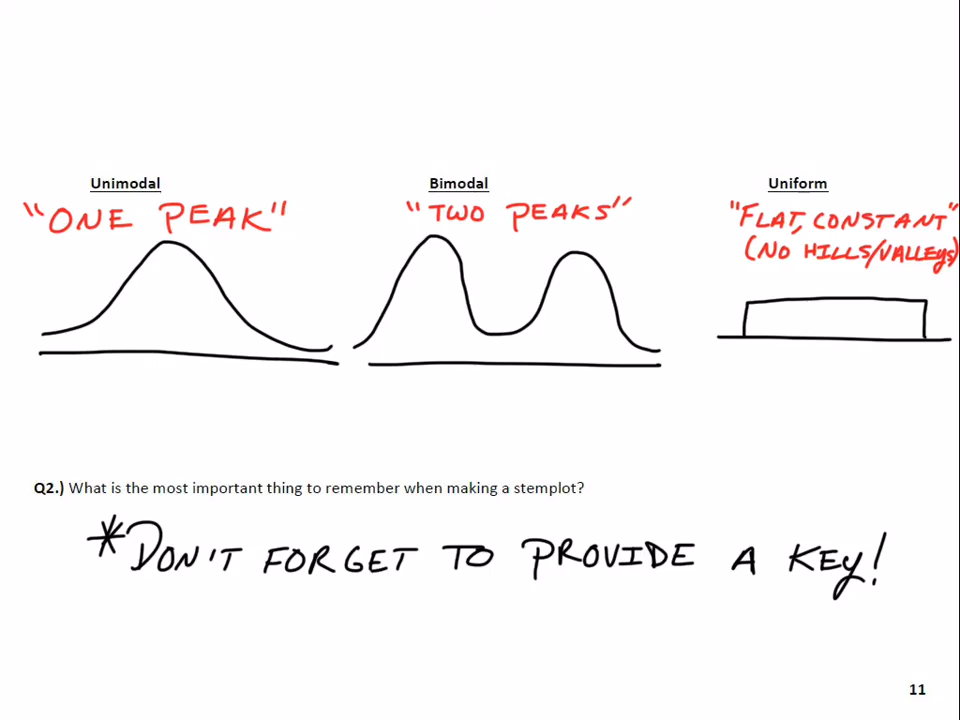 Unimodal Bimodal Uniform
"ONE PEAK" "TWO PEAKS" "FLAT, CONSTANT"
(NO HILLS/VALLEYS)
Q2.) What is the most important thing to remember when making a stemplot?
*DON'T FORGET TO PROVIDE A KEY!
11